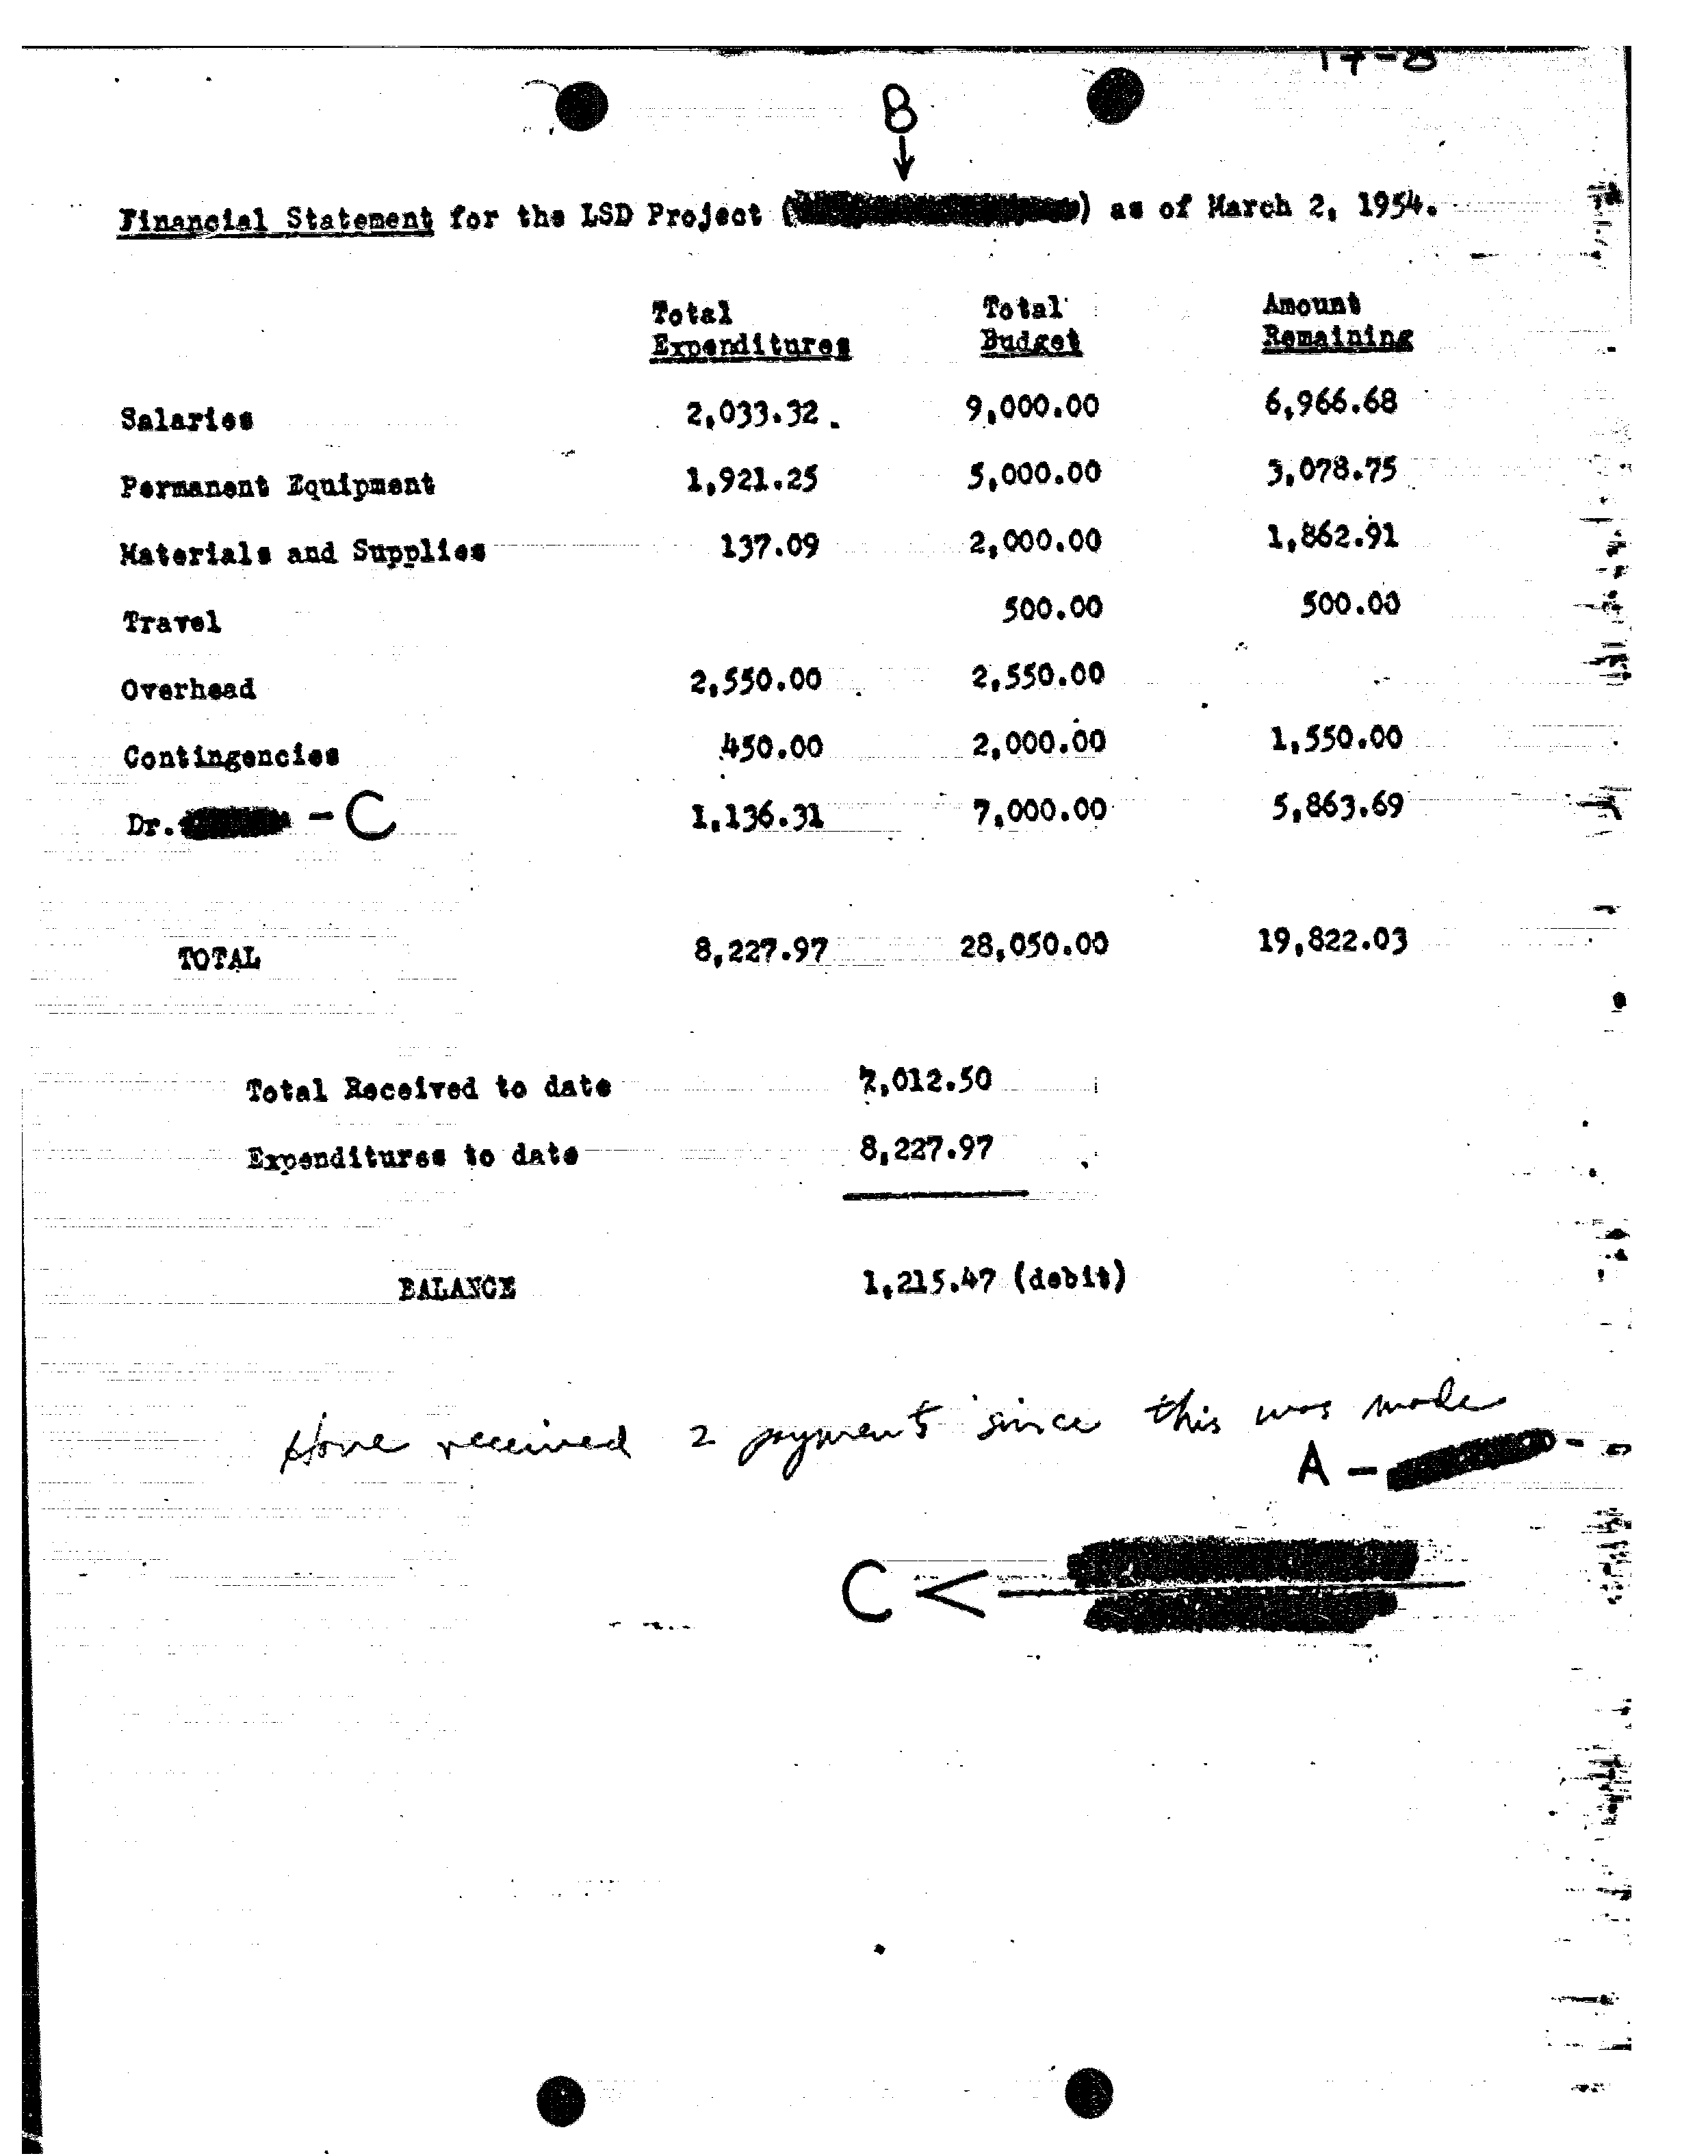 17-8
B
Financial Statement for the LSD Project ( ) as of March 2, 1954.
Total Total Amount
Expenditures Budget Remaining
Salaries 2,033.32 9,000.00 6,966.68
Permanent Equipment 1,921.25 5,000.00 3,078.75
Materials and Supplies 137.09 2,000.00 1,862.91
Travel 500.00 500.00
Overhead 2,550.00 2,550.00
Contingencies 450.00 2,000.00 1,550.00
Dr. - C 1,136.31 7,000.00 5,863.69
TOTAL 8,227.97 28,050.00 19,822.03
Total Received to date 7,012.50
Expenditures to date 8,227.97
BALANCE 1,215.47 (debit)
Have received 2 payments since this was made
A -
C <